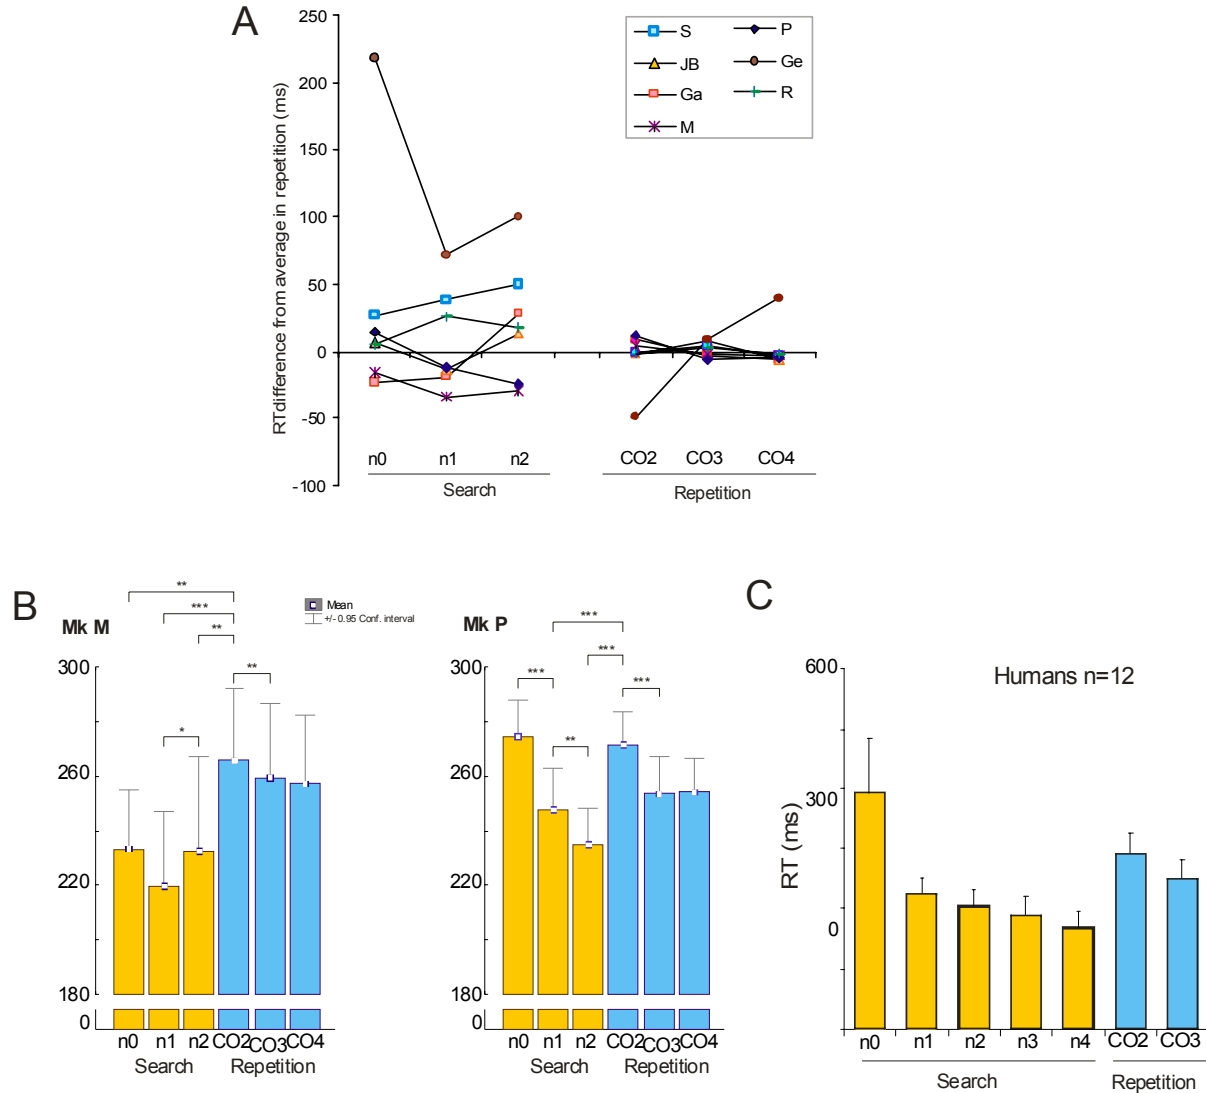 A
RTdifference from average in repetition (ms)
250
200
150
100
50
0
-50
-100
S
JB
Ga
M
P
Ge
R
n0 n1 n2 CO2 CO3 CO4
Search Repetition
B
Mk M
Mean
+/- 0.95 Conf. interval
** *** ** ** *
300
260
220
180
0
n0 n1 n2 CO2 CO3 CO4
Search Repetition
Mk P
*** *** *** *** **
300
260
220
180
0
n0 n1 n2 CO2 CO3 CO4
Search Repetition
C
Humans n=12
RT (ms)
600
300
0
n0 n1 n2 n3 n4 CO2 CO3
Search Repetition